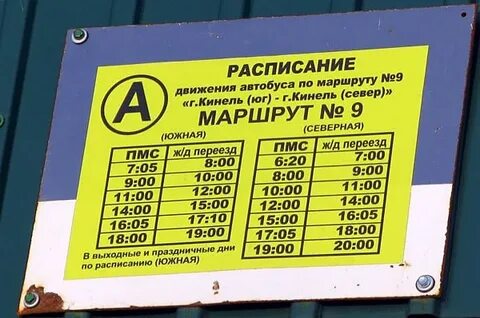 А
РАСПИСАНИЕ
движения автобуса по маршруту №9
«г.Кинель (юг) - г.Кинель (север)»
МАРШРУТ № 9
(ЮЖНАЯ)
ПМС ж/д переезд
7:05 8:00
9:00 10:00
11:00 12:00
14:00 15:00
16:05 17:10
18:00 19:00
В выходные и праздничные дни
по расписанию (ЮЖНАЯ)
(СЕВЕРНАЯ)
ПМС ж/д переезд
6:20 7:00
8:00 9:00
10:00 11:00
12:00 14:00
15:00 16:05
17:05 18:00
19:00 20:00